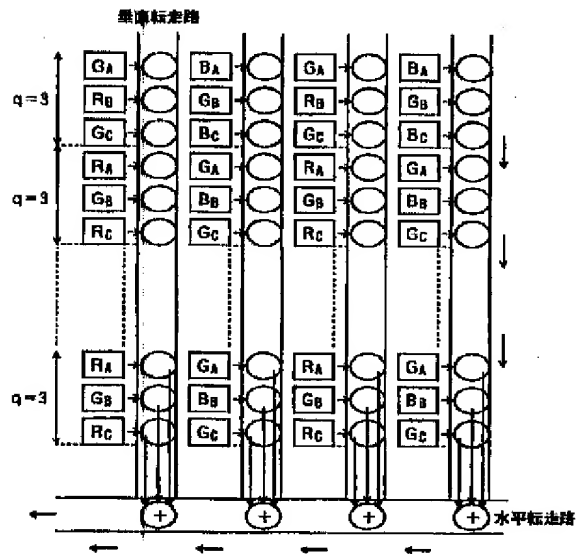 垂直転走路
GA BA GA BA
q=3 RB GB RB GB
GC BC GC BC
RA GA RA GA
q=3 GB BB GB BB
RC GC RC GC
RA GA RA GA
q=3 GB BB GB BB
RC GC RC GC
+ + + + 水平転走路